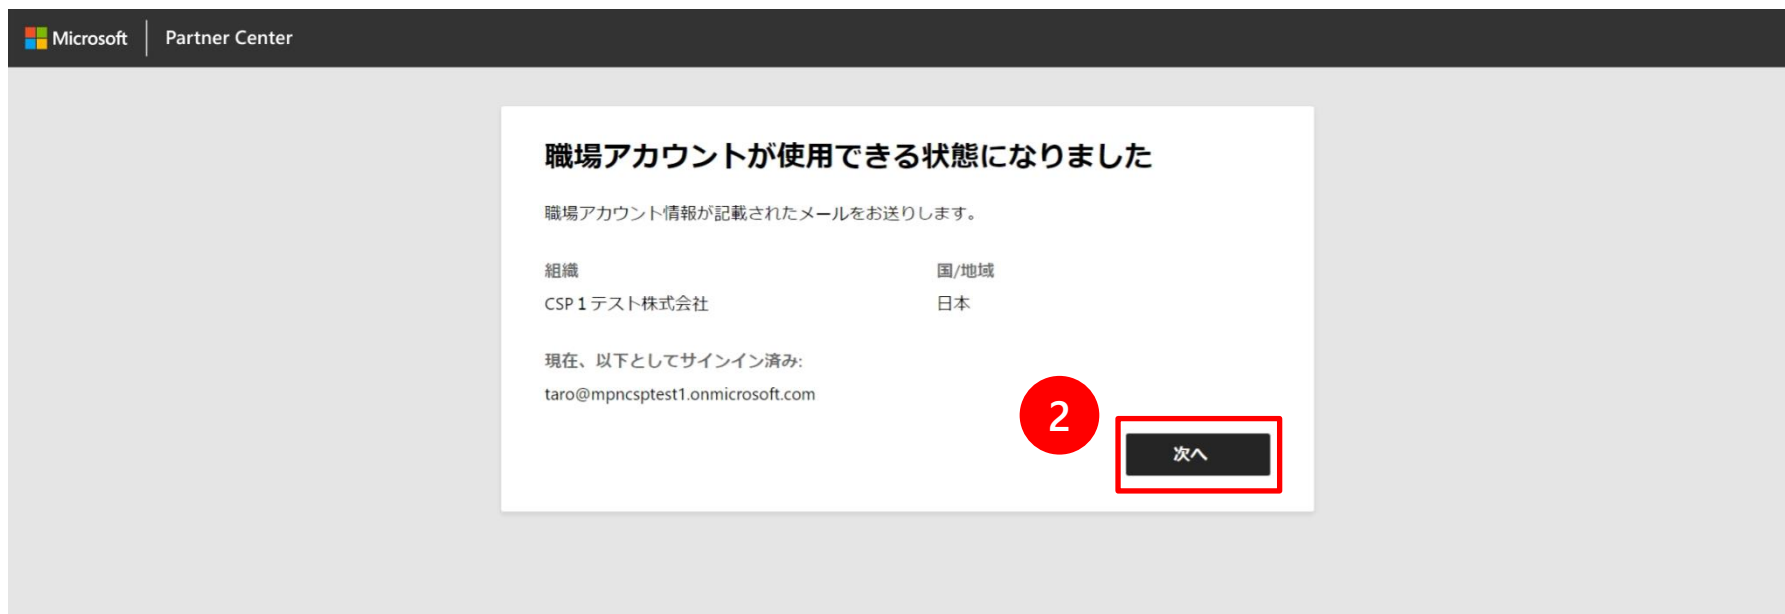 Microsoft Partner Center
職場アカウントが使用できる状態になりました
職場アカウント情報が記載されたメールをお送りします。
組織 国/地域
CSP１テスト株式会社 日本
現在、以下としてサインイン済み:
taro@mpncsptest1.onmicrosoft.com
2
次へ